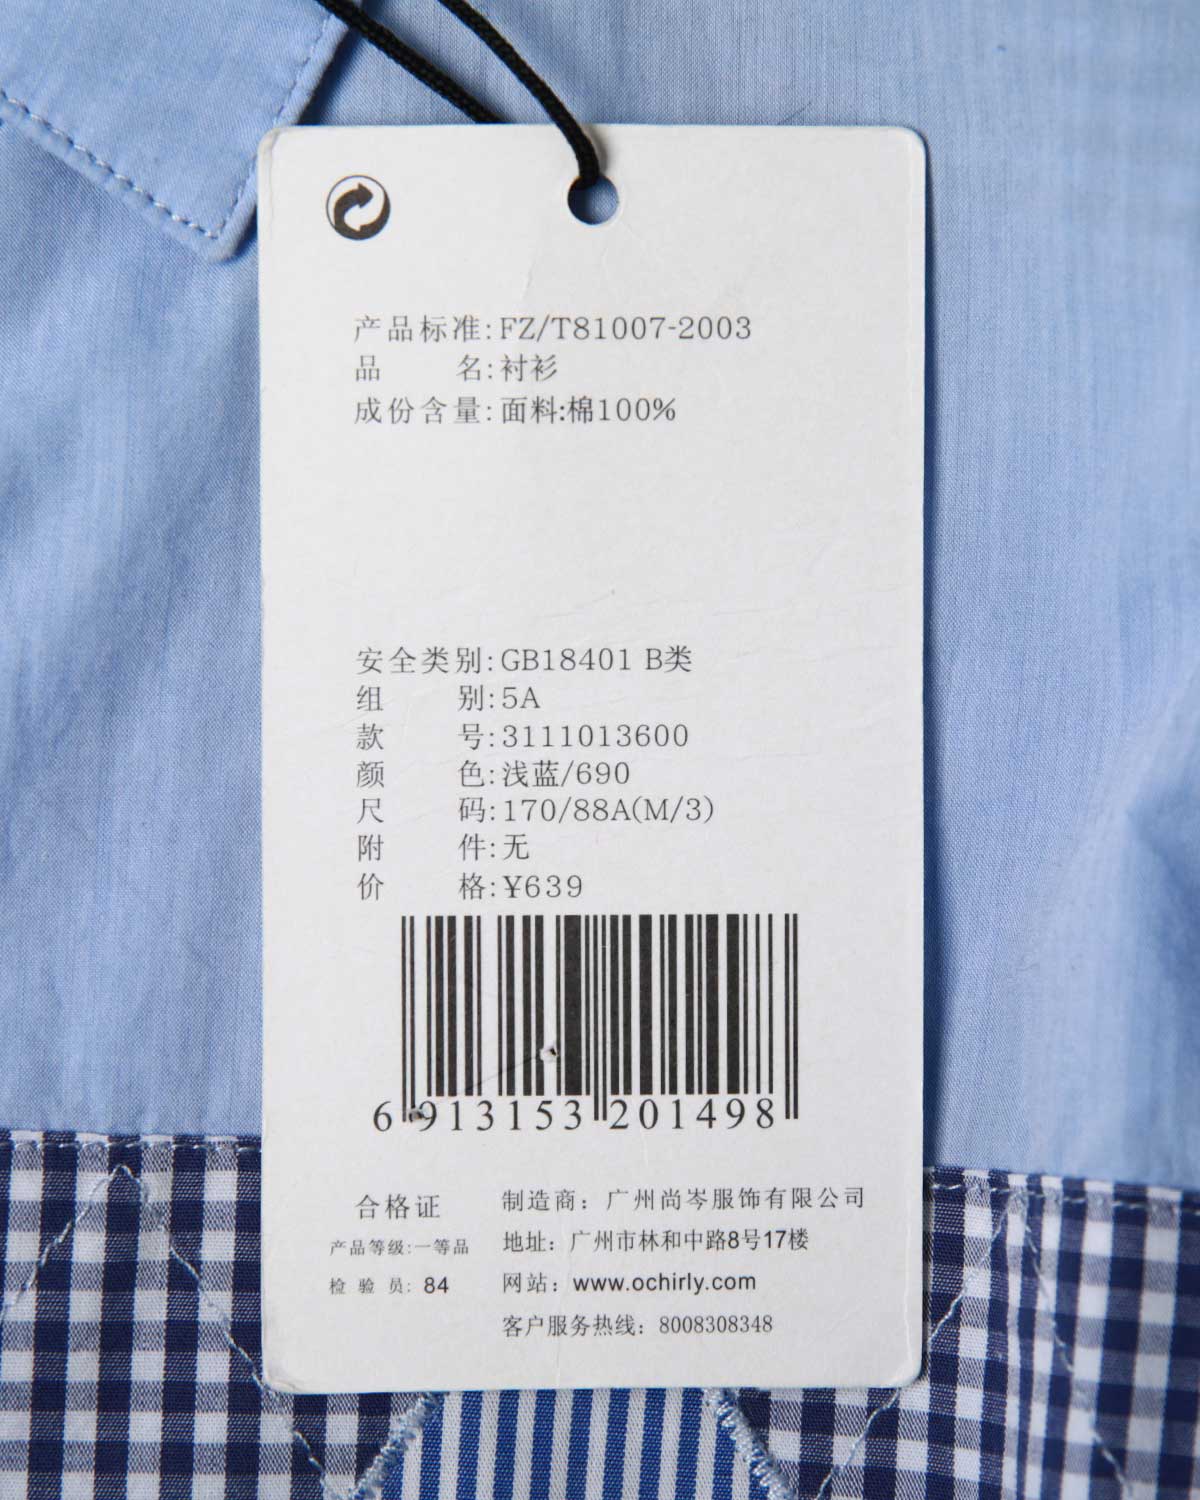 产品标准:FZ/T81007-2003
品 名:衬衫
成份含量:面料:棉100%
安全类别:GB18401 B类
组 别:5A
款 号:3111013600
颜 色:浅蓝/690
尺 码:170/88A(M/3)
附 件:无
价 格:¥639
6 913153 201498
合格证
产品等级:一等品
检 验 员: 84
制造商：广州尚岑服饰有限公司
地址：广州市林和中路8号17楼
网站：www.ochirly.com
客户服务热线：8008308348